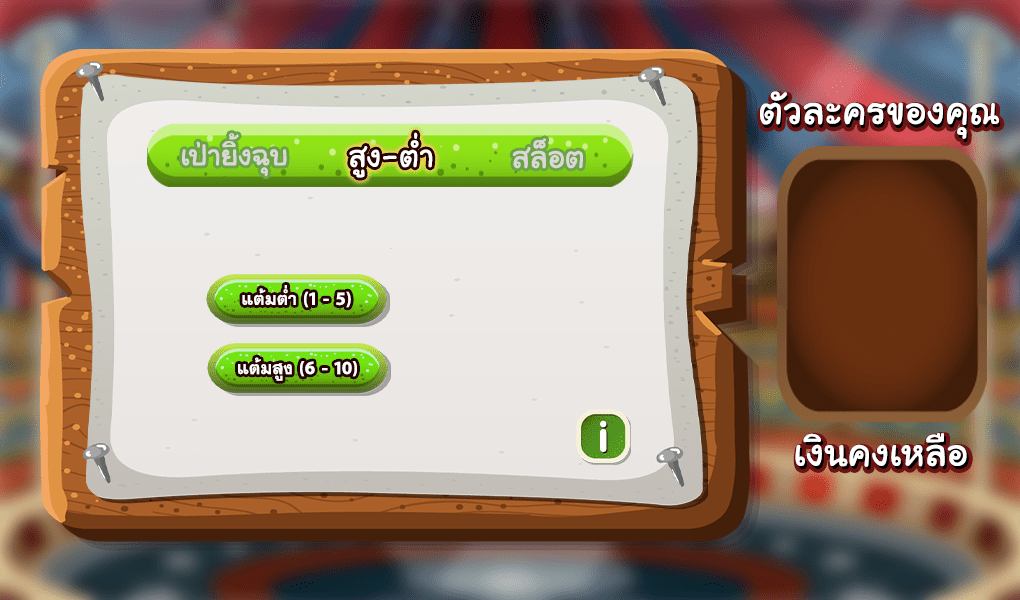 เป่ายิ้งฉุบ สูง-ต่ำ สล็อต
แต้มต่ำ (1 - 5)
แต้มสูง (6 - 10)
i
ตัวละครของคุณ
เงินคงเหลือ